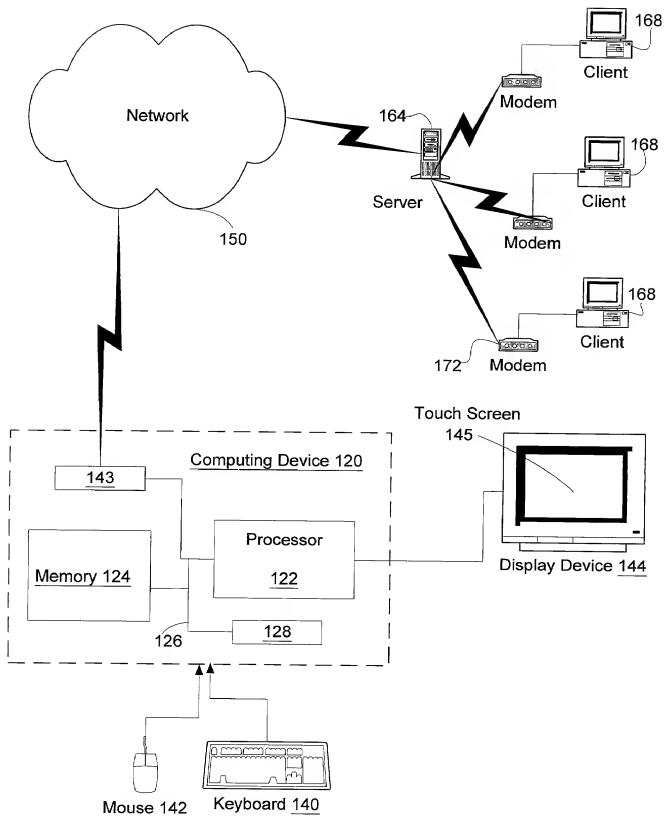 168
Client
Network
164
Modem
168
Server
Client
150
Modem
168
172
Client
Modem
Touch Screen
145
Computing Device 120
143
Processor
122
Memory 124
Display Device 144
126
128
Mouse 142
Keyboard 140